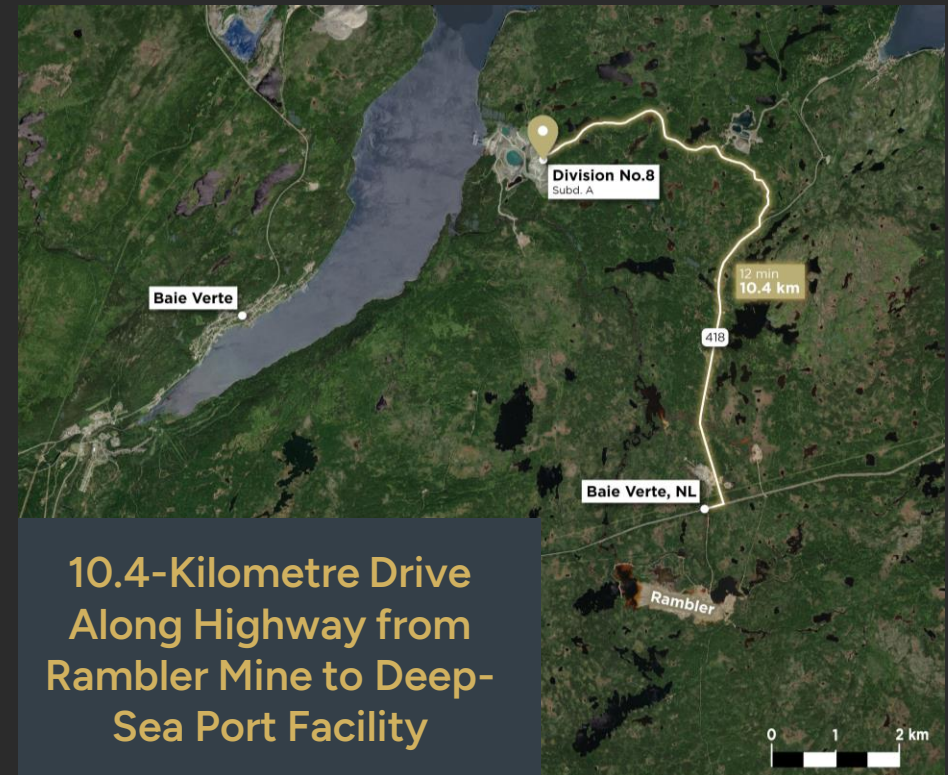 Division No.8
Subd. A
Baie Verte
12 min
10.4 km
418
Baie Verte, NL
Rambler
10.4-Kilometre Drive
Along Highway from
Rambler Mine to Deep-
Sea Port Facility
0 1 2 km